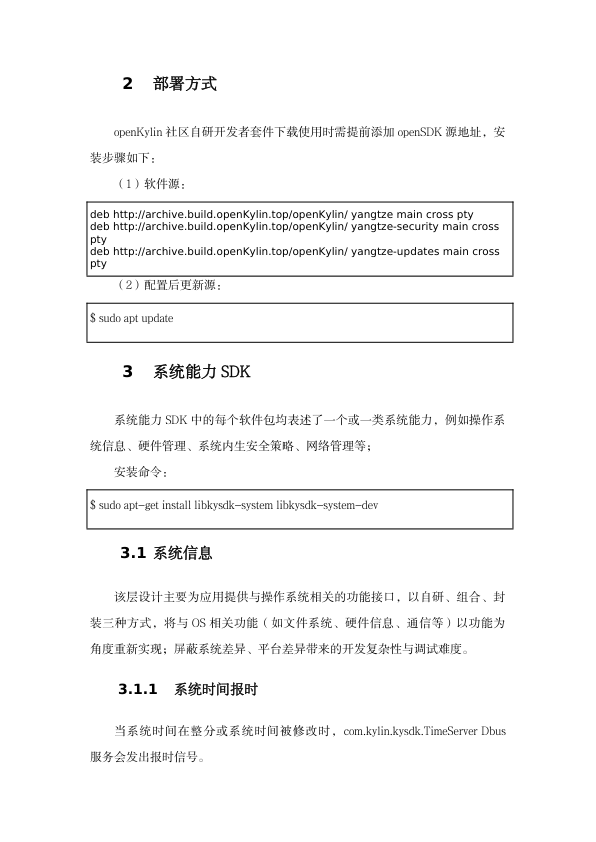 2 部署方式
openKylin 社区自研开发者套件下载使用时需提前添加 openSDK 源地址，安
装步骤如下：
（1）软件源：
deb http://archive.build.openKylin.top/openKylin/ yangtze main cross pty
deb http://archive.build.openKylin.top/openKylin/ yangtze-security main cross
pty
deb http://archive.build.openKylin.top/openKylin/ yangtze-updates main cross
pty
（2）配置后更新源：
$ sudo apt update
3 系统能力 SDK
系统能力 SDK 中的每个软件包均表述了一个或一类系统能力，例如操作系
统信息、硬件管理、系统内生安全策略、网络管理等；
安装命令：
$ sudo apt-get install libkysdk-system libkysdk-system-dev
3.1 系统信息
该层设计主要为应用提供与操作系统相关的功能接口，以自研、组合、封
装三种方式，将与 OS 相关功能（如文件系统、硬件信息、通信等）以功能为
角度重新实现；屏蔽系统差异、平台差异带来的开发复杂性与调试难度。
3.1.1 系统时间报时
当系统时间在整分或系统时间被修改时，com.kylin.kysdk.TimeServer Dbus
服务会发出报时信号。